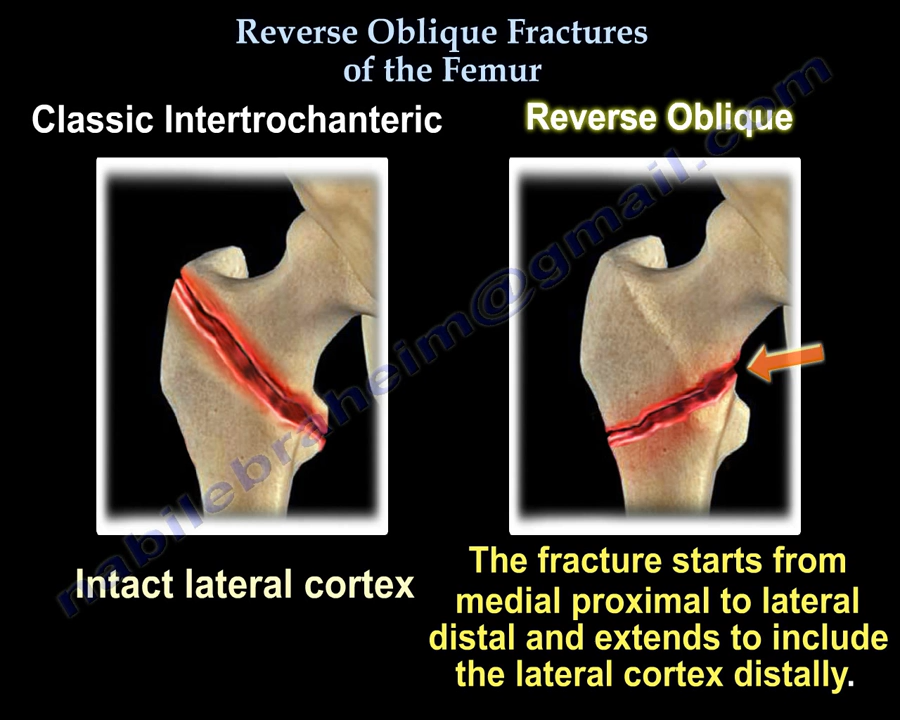 Reverse Oblique Fractures
of the Femur
Classic Intertrochanteric
Reverse Oblique
Intact lateral cortex
The fracture starts from
medial proximal to lateral
distal and extends to include
the lateral cortex distally.
nabilebraheim@gmail.com